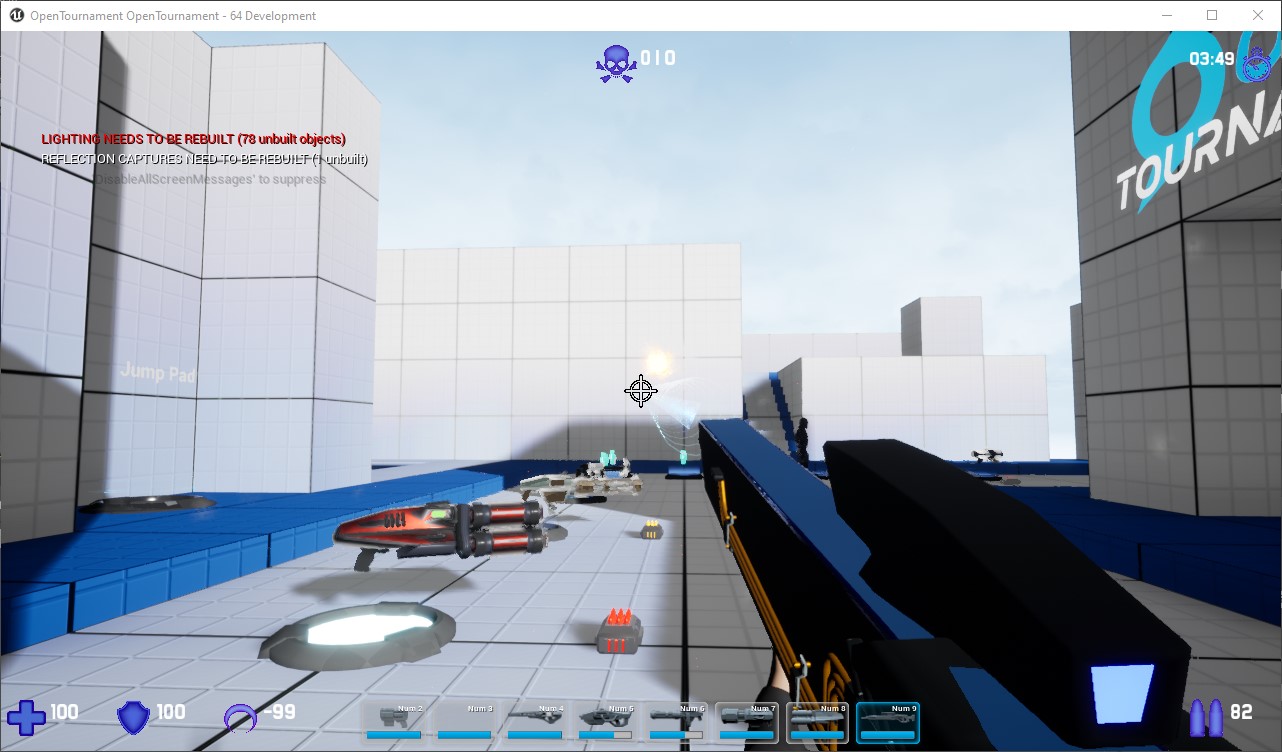 OpenTournament OpenTournament - 64 Development
010
03:49
LIGHTING NEEDS TO BE REBUILT (78 unbuilt objects)
REFLECTION CAPTURES NEED TO BE REBUILT (1 unbuilt)
'DisableAllScreenMessages' to suppress
TOURNA
Jump Pad
100
100
-99
Num 2
Num 3
Num 4
Num 5
Num 6
Num 7
Num 8
Num 9
82